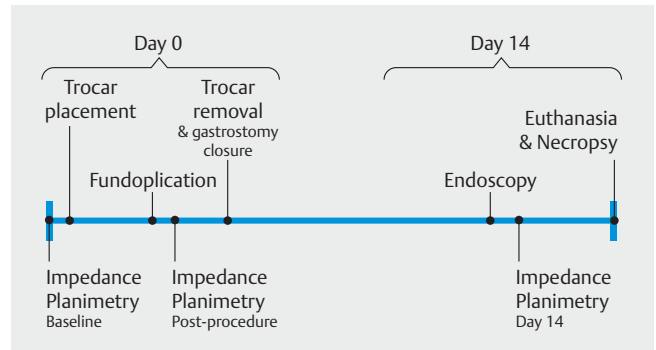 Day 0
Day 14
Trocar
placement
Trocar
removal
& gastrostomy
closure
Euthanasia
& Necropsy
Fundoplication
Endoscopy
Impedance
Planimetry
Baseline
Impedance
Planimetry
Post-procedure
Impedance
Planimetry
Day 14